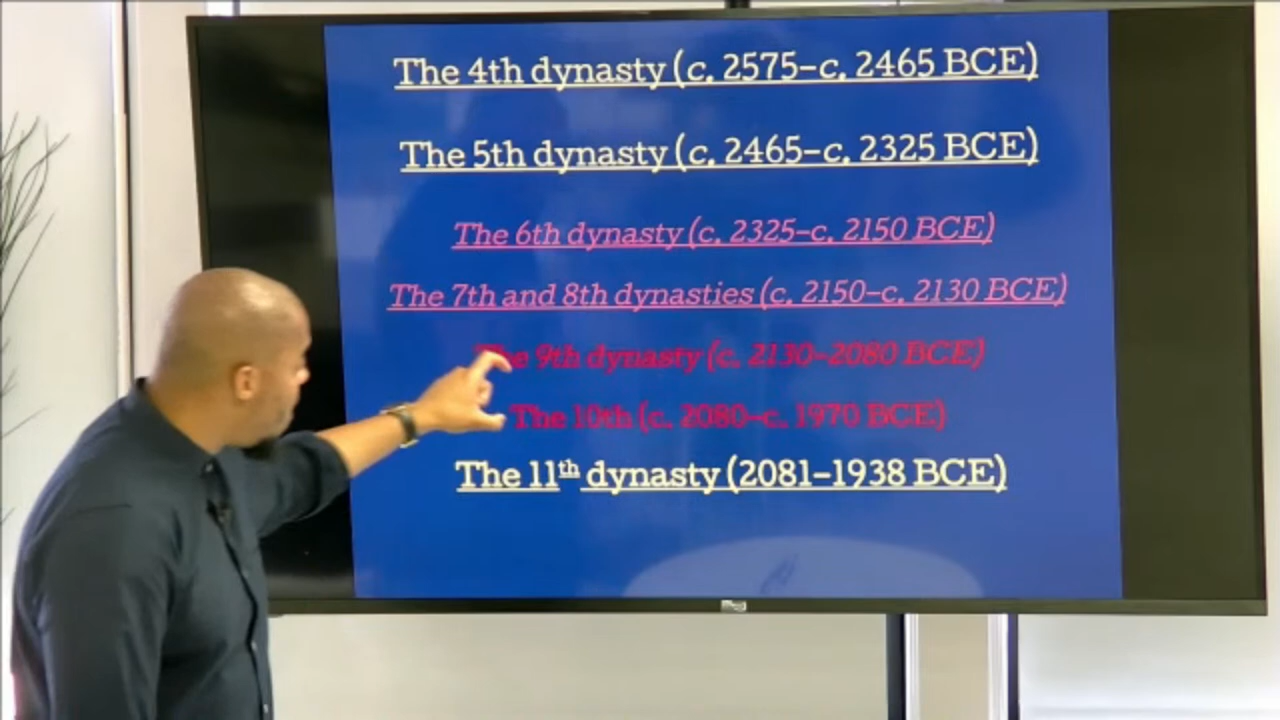 The 4th dynasty (c. 2575–c. 2465 BCE)
The 5th dynasty (c. 2465–c. 2325 BCE)
The 6th dynasty (c. 2325–c. 2150 BCE)
The 7th and 8th dynasties (c. 2150–c. 2130 BCE)
The 9th dynasty (c. 2130–2080 BCE)
The 10th (c. 2080–c. 1970 BCE)
The 11th dynasty (2081–1938 BCE)